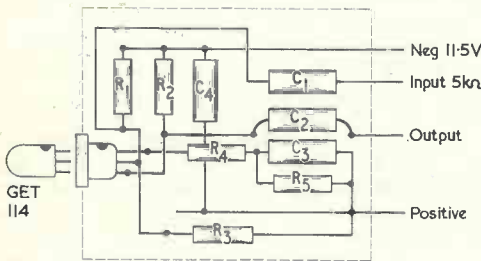 Neg 11·5V
Input 5kΩ
R1
R2
C4
C1
C2
Output
R4
C3
R5
GET
114
Positive
R3